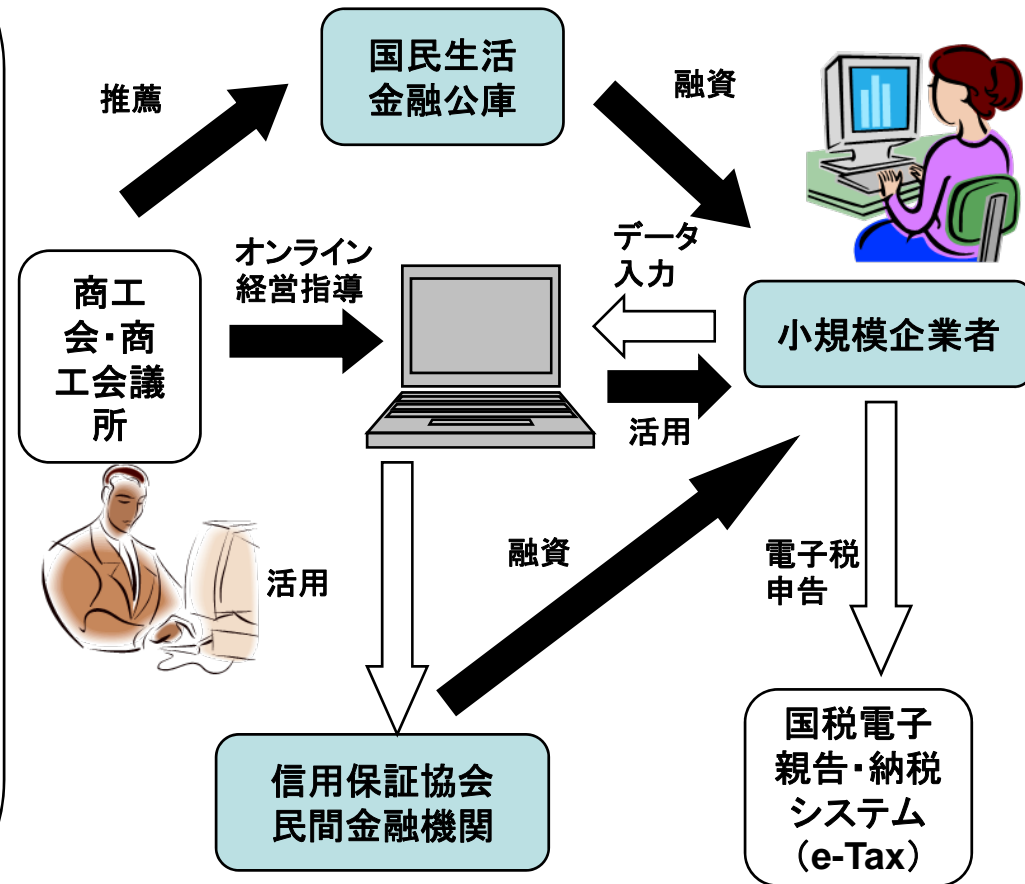 国民生活
金融公庫
推薦
融資
オンライン
経営指導
データ
入力
商工
会・商
工会議
所
小規模企業者
活用
活用
融資
電子税
申告
信用保証協会
民間金融機関
国税電子
親告・納税
システム
（e-Tax）